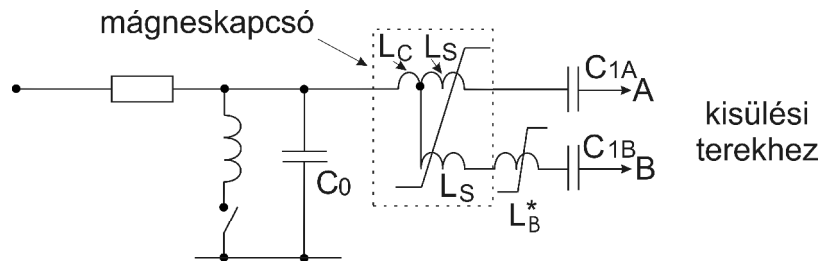 mágneskapcsó
LC LS
C1A
A
kisülési
terekhez
C0
LS
L*B
C1B
B